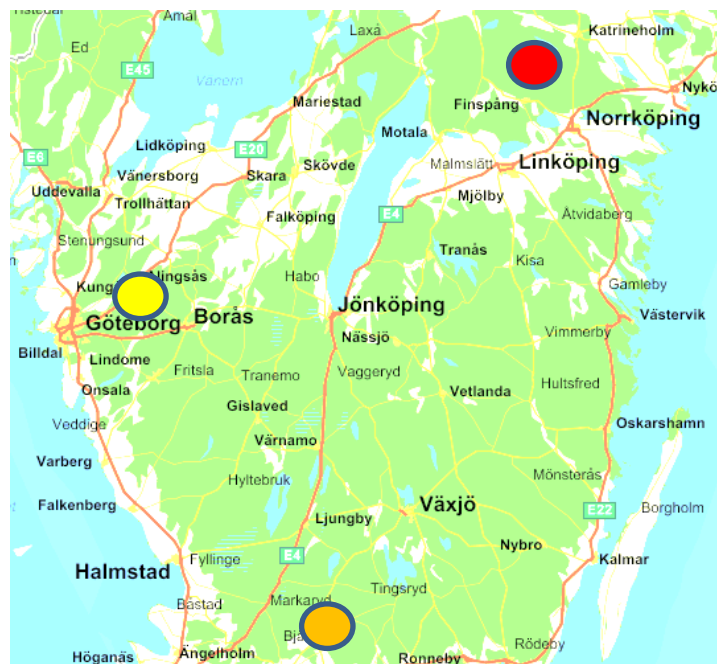 Åmål
Laxå
Katrineholm
Ed
E45
Vänern
Nykö
Mariestad
Finspång
Norrköping
Motala
Lidköping
E20
E6
Skövde
Malmslätt
Linköping
Vänersborg
Skara
Uddevalla
Trollhättan
Mjölby
Falköping
E4
Åtvidaberg
Stenungsund
Tranås
Kisa
Habo
Kung
Gamleby
Göteborg
Borås
Jönköping
Västervik
Nässjö
Vimmerby
Billdal
Lindome
Fritsla
Tranemo
Vaggeryd
Hultsfred
Onsala
Gislaved
Vetlanda
Veddige
Värnamo
Oskarshamn
Varberg
Hyltebruk
Mönsterås
Falkenberg
Ljungby
Växjö
E22
Borgholm
Nybro
Fyllinge
E4
Kalmar
Halmstad
Tingsryd
Båstad
Markaryd
Bjä
Rödeby
Höganäs
Ängelholm
Ronneby